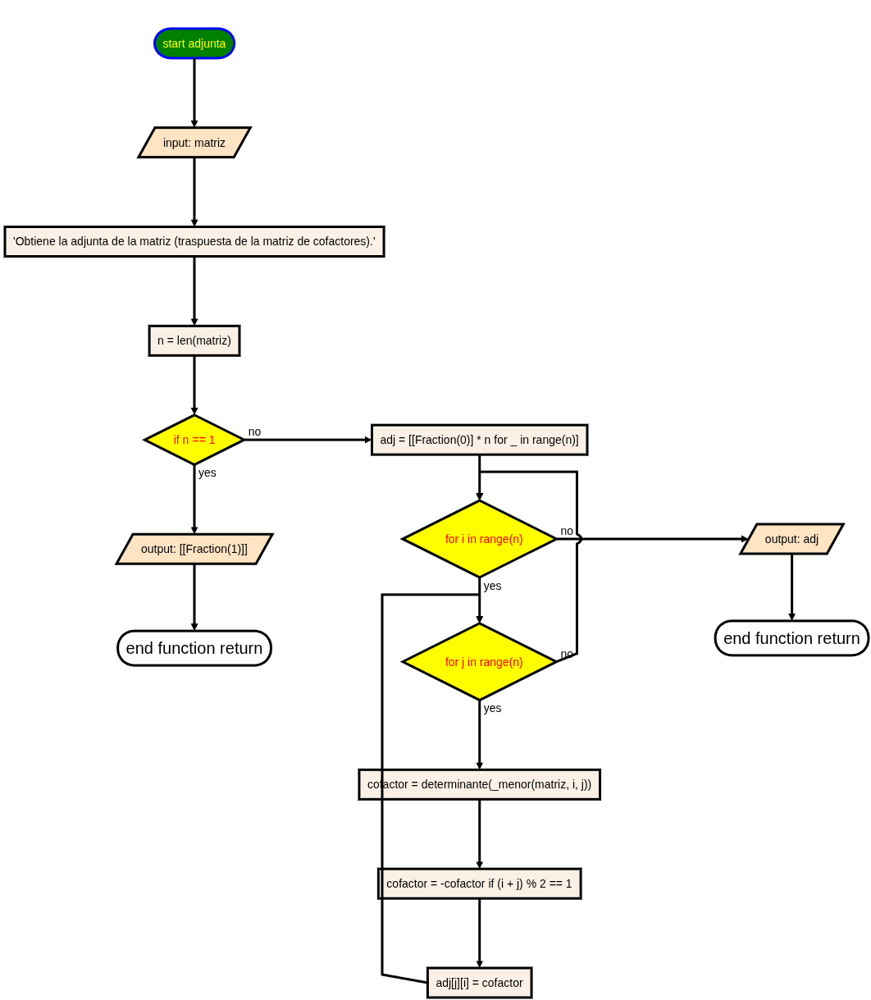 start adjunta
input: matriz
'Obtiene la adjunta de la matriz (traspuesta de la matriz de cofactores).'
n = len(matriz)
if n == 1
no
yes
adj = [[Fraction(0)] * n for _ in range(n)]
for i in range(n)
no
yes
output: adj
end function return
output: [[Fraction(1)]]
end function return
for j in range(n)
no
yes
cofactor = determinante(_menor(matriz, i, j))
cofactor = -cofactor if (i + j) % 2 == 1
adj[j][i] = cofactor